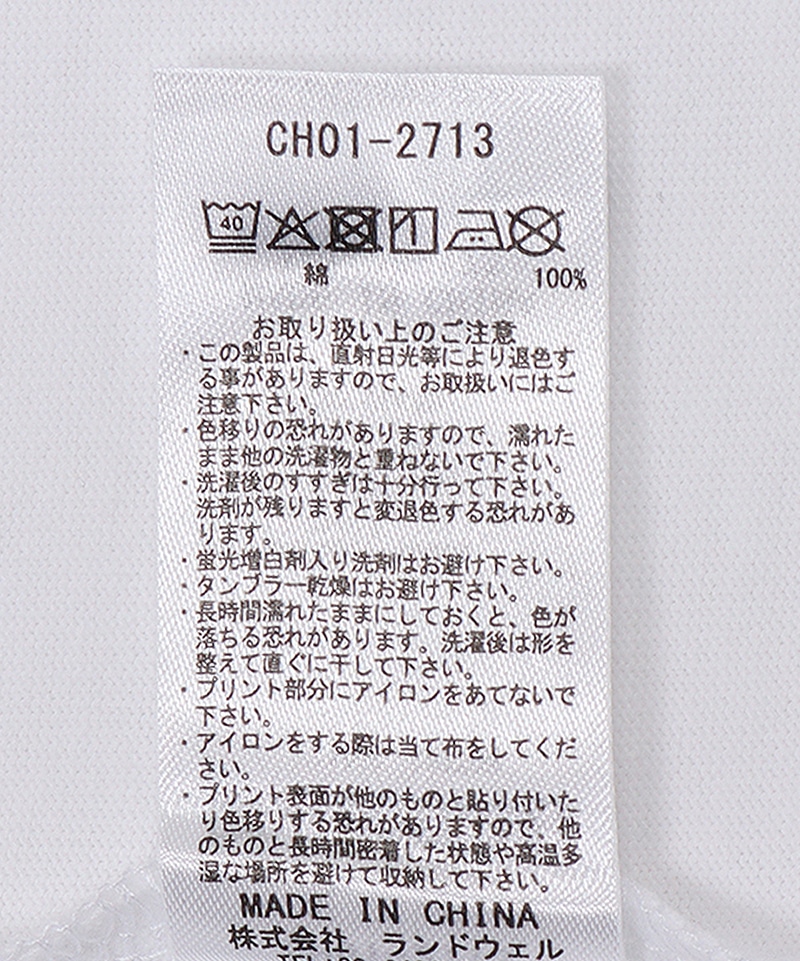 CH01-2713
40
綿 100%
お取り扱い上のご注意
・この製品は、直射日光等により退色す
る事がありますので、お取扱いにはご
注意下さい。
・色移りの恐れがありますので、濡れた
まま他の洗濯物と重ねないで下さい。
・洗濯後のすすぎは十分行って下さい。
洗剤が残りますと変退色する恐れがあ
ります。
・蛍光増白剤入り洗剤はお避け下さい。
・タンブラー乾燥はお避け下さい。
・長時間濡れたままにしておくと、色が
落ちる恐れがあります。洗濯後は形を
整えて直ぐに干して下さい。
・プリント部分にアイロンをあてないで
下さい。
・アイロンをする際は当て布をしてくだ
さい。
・プリント表面が他のものと貼り付いた
り色移りする恐れがありますので、他
のものと長時間密着した状態や高温多
湿な場所を避けて収納して下さい。
MADE IN CHINA
株式会社 ランドウェル